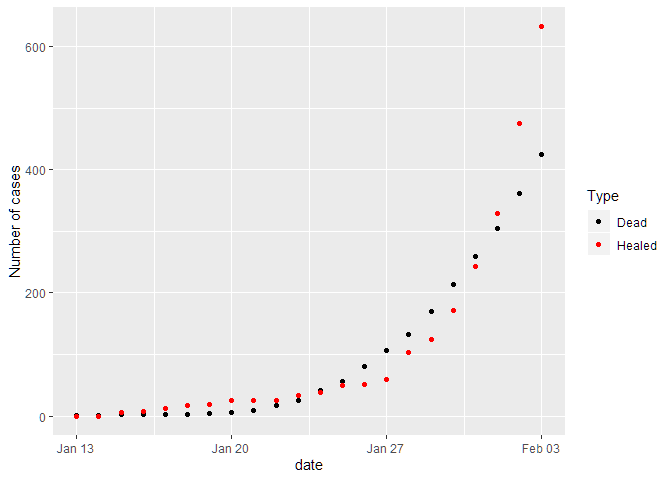 600
400
200
0
Number of cases
Jan 13
Jan 20
Jan 27
Feb 03
date
Type
Dead
Healed